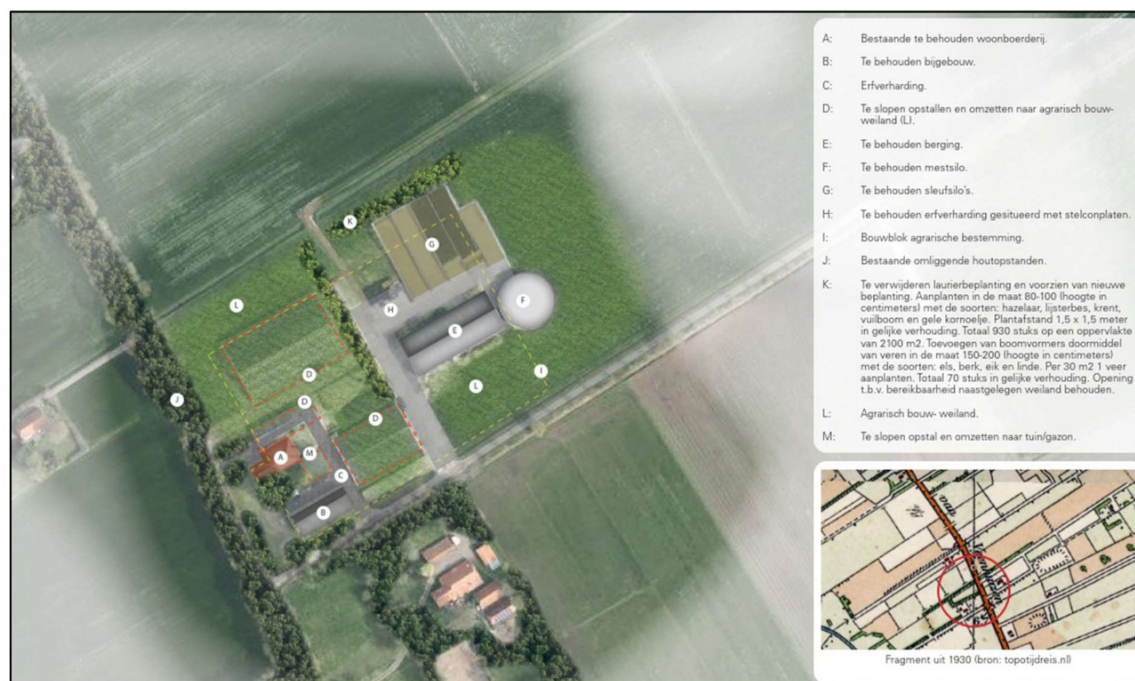 A: Bestaande te behouden woonboerderij.
B: Te behouden bijgebouw.
C: Erfverharding.
D: Te slopen opstallen en omzetten naar agrarisch bouw-
weiland (L).
E: Te behouden berging.
F: Te behouden mestsilo.
G: Te behouden sleufsilo's.
H: Te behouden erfverharding gesitueerd met stelconplaten.
I: Bouwblok agrarische bestemming.
J: Bestaande omliggende houtopstanden.
K: Te verwijderen laurierbeplanting en voorzien van nieuwe
beplanting. Aanplanten in de maat 80-100 (hoogte in
centimeters) met de soorten: hazelaar, lijsterbes, krent,
vuilboom en gele kornoelje. Plantafstand 1,5 x 1,5 meter
in gelijke verhouding. Totaal 930 stuks op een oppervlakte
van 2100 m2. Toevoegen van boomvormers doormiddel
van veren in de maat 150-200 (hoogte in centimeters)
met de soorten: els, berk, eik en linde. Per 30 m2 1 veer
aanplanten. Totaal 70 stuks in gelijke verhouding. Opening
t.b.v. bereikbaarheid naastgelegen weiland behouden.
L: Agrarisch bouw- weiland.
M: Te slopen opstal en omzetten naar tuin/gazon.
K
G
L
F
H
E
D
L
I
J
D
D
A
M
C
B
Fragment uit 1930 (bron: topotijdreis.nl)